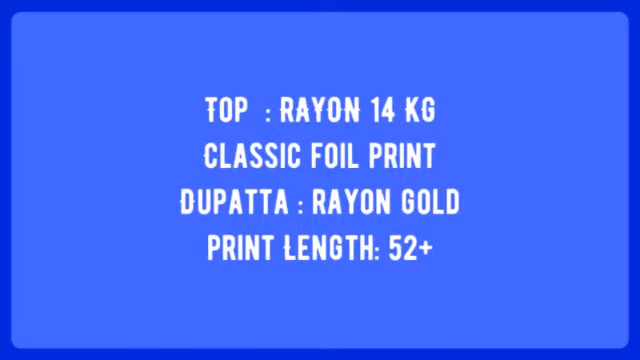 Top : Rayon 14 Kg
Classic foil print
Dupatta : rayon gold
print Length: 52+